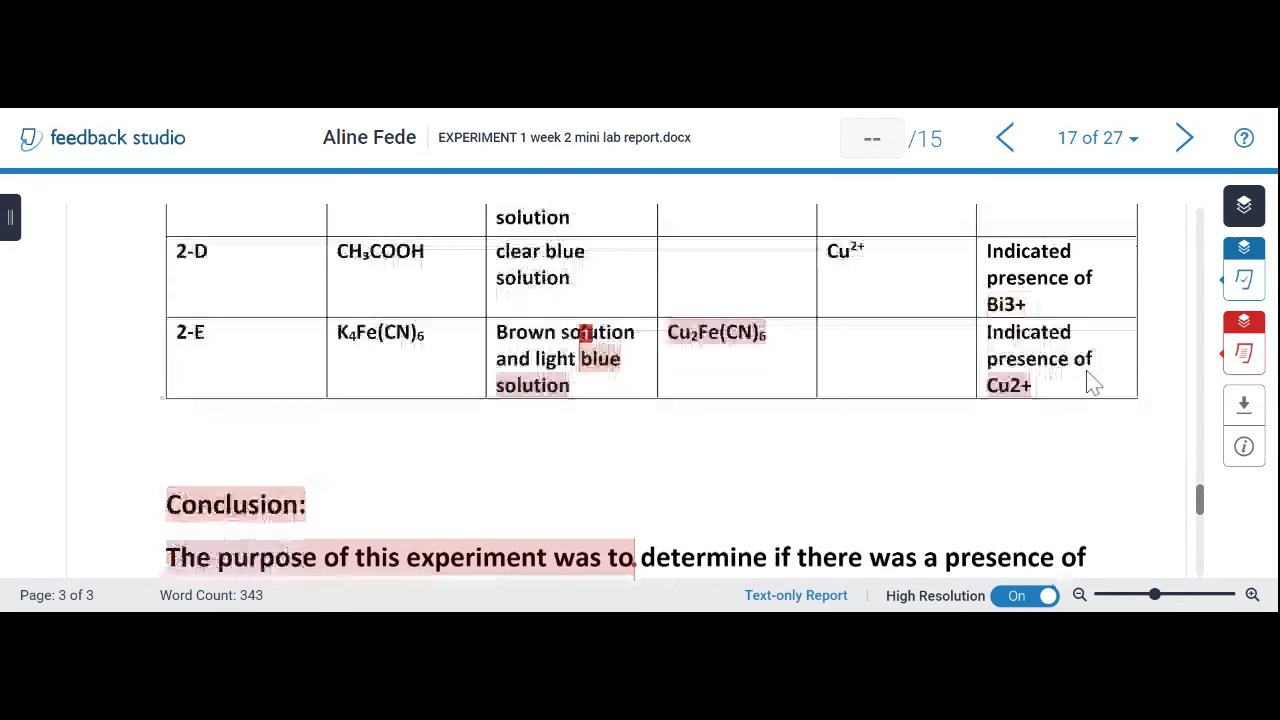 feedback studio Aline Fede EXPERIMENT 1 week 2 mini lab report.docx -- /15 17 of 27 ?
solution
2-D CH₃COOH clear blue Cu²⁺ Indicated
solution presence of
Bi3+
2-E K₄Fe(CN)₆ Brown solution Cu₂Fe(CN)₆ Indicated
and light blue presence of
solution Cu2+
Conclusion:
The purpose of this experiment was to determine if there was a presence of
Page: 3 of 3 Word Count: 343 Text-only Report High Resolution On